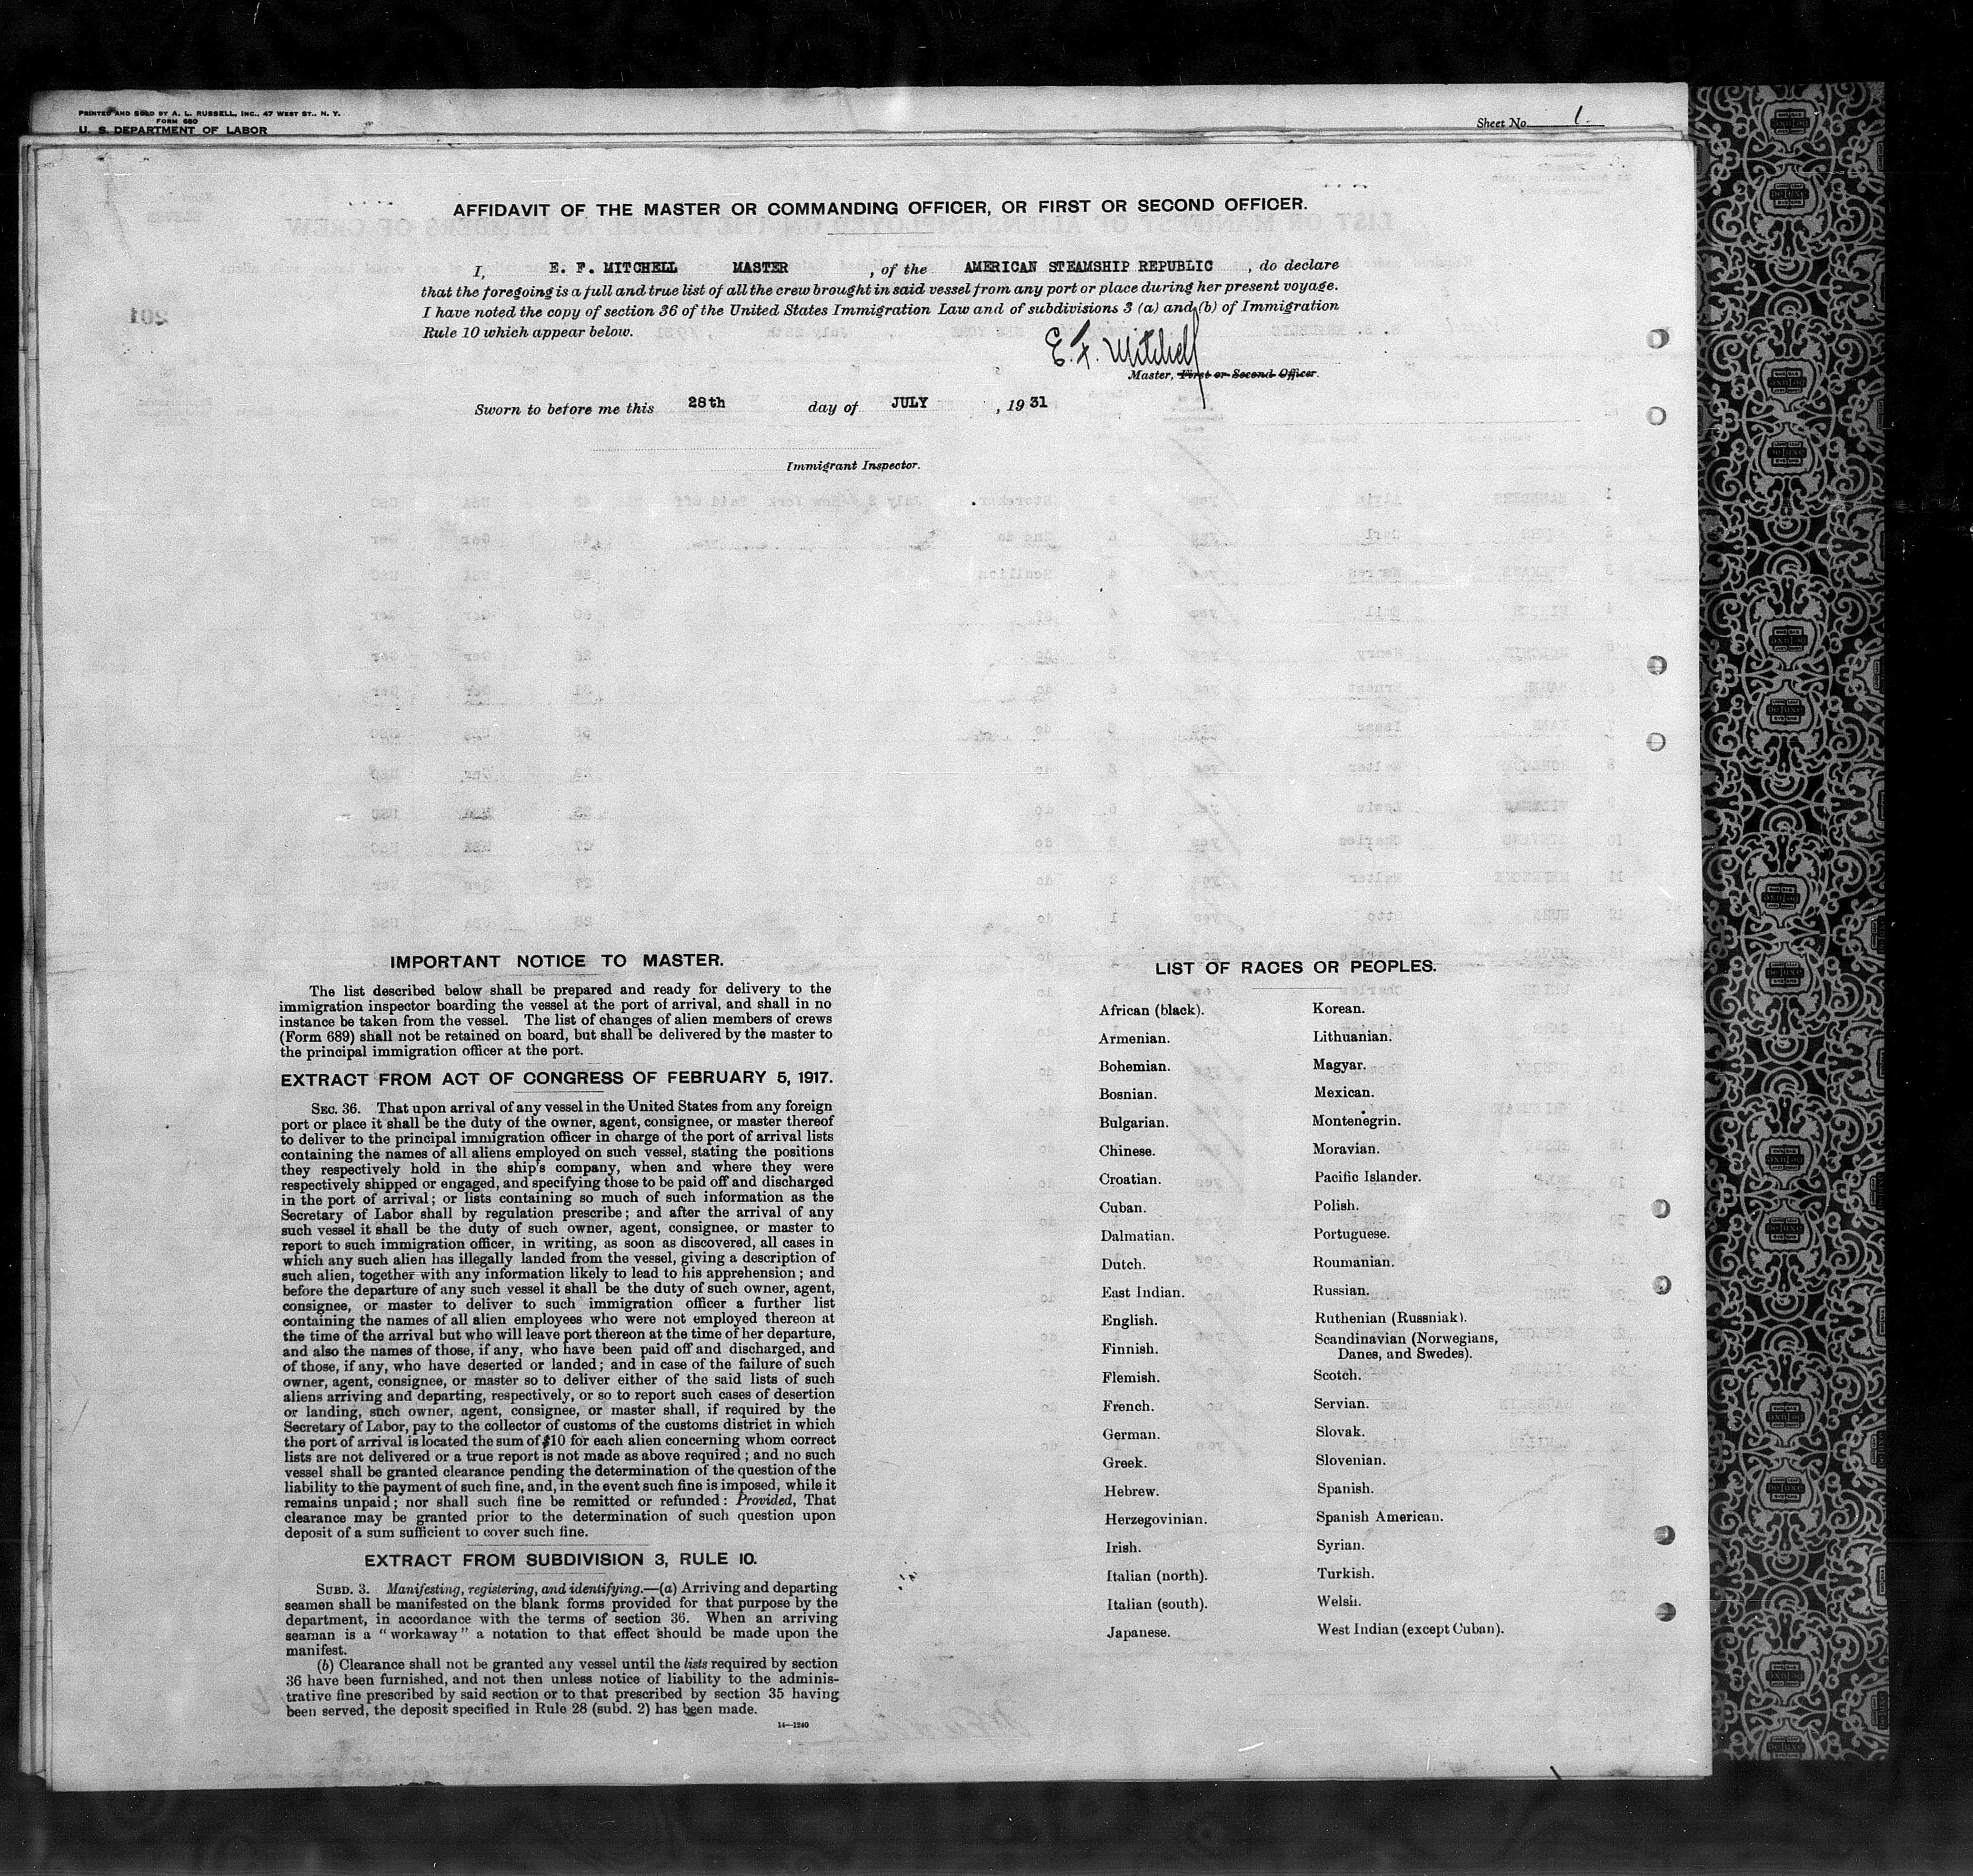 PRINTED AND SOLD BY A. L. RUSSELL, INC., 47 WEST ST., N. Y.
FORM 680
U. S. DEPARTMENT OF LABOR
Sheet No. 1
AFFIDAVIT OF THE MASTER OR COMMANDING OFFICER, OR FIRST OR SECOND OFFICER.
I, E. F. MITCHELL MASTER, of the AMERICAN STEAMSHIP REPUBLIC, do declare
that the foregoing is a full and true list of all the crew brought in said vessel from any port or place during her present voyage.
I have noted the copy of section 36 of the United States Immigration Law and of subdivisions 3 (a) and (b) of Immigration
Rule 10 which appear below.
E. F. Mitchell
Master, First or Second Officer.
Sworn to before me this 28th day of JULY, 1931
Immigrant Inspector.
IMPORTANT NOTICE TO MASTER.
The list described below shall be prepared and ready for delivery to the
immigration inspector boarding the vessel at the port of arrival, and shall in no
instance be taken from the vessel. The list of changes of alien members of crews
(Form 689) shall not be retained on board, but shall be delivered by the master to
the principal immigration officer at the port.
EXTRACT FROM ACT OF CONGRESS OF FEBRUARY 5, 1917.
SEC. 36. That upon arrival of any vessel in the United States from any foreign
port or place it shall be the duty of the owner, agent, consignee, or master thereof
to deliver to the principal immigration officer in charge of the port of arrival lists
containing the names of all aliens employed on such vessel, stating the positions
they respectively hold in the ship's company, when and where they were
respectively shipped or engaged, and specifying those to be paid off and discharged
in the port of arrival; or lists containing so much of such information as the
Secretary of Labor shall by regulation prescribe; and after the arrival of any
such vessel it shall be the duty of such owner, agent, consignee, or master to
report to such immigration officer, in writing, as soon as discovered, all cases in
which any such alien has illegally landed from the vessel, giving a description of
such alien, together with any information likely to lead to his apprehension; and
before the departure of any such vessel it shall be the duty of such owner, agent,
consignee, or master to deliver to such immigration officer a further list
containing the names of all alien employees who were not employed thereon at
the time of the arrival but who will leave port thereon at the time of her departure,
and also the names of those, if any, who have been paid off and discharged, and
of those, if any, who have deserted or landed; and in case of the failure of such
owner, agent, consignee, or master so to deliver either of the said lists of such
aliens arriving and departing, respectively, or so to report such cases of desertion
or landing, such owner, agent, consignee, or master shall, if required by the
Secretary of Labor, pay to the collector of customs of the customs district in which
the port of arrival is located the sum of $10 for each alien concerning whom correct
lists are not delivered or a true report is not made as above required; and no such
vessel shall be granted clearance pending the determination of the question of the
liability to the payment of such fine, and, in the event such fine is imposed, while it
remains unpaid; nor shall such fine be remitted or refunded: Provided, That
clearance may be granted prior to the determination of such question upon
deposit of a sum sufficient to cover such fine.
EXTRACT FROM SUBDIVISION 3, RULE 10.
SUBD. 3. Manifesting, registering, and identifying.—(a) Arriving and departing
seamen shall be manifested on the blank forms provided for that purpose by the
department, in accordance with the terms of section 36. When an arriving
seaman is a "workaway" a notation to that effect should be made upon the
manifest.
(b) Clearance shall not be granted any vessel until the lists required by section
36 have been furnished, and not then unless notice of liability to the adminis-
trative fine prescribed by said section or to that prescribed by section 35 having
been served, the deposit specified in Rule 28 (subd. 2) has been made.
14—1240
LIST OF RACES OR PEOPLES.
African (black).
Armenian.
Bohemian.
Bosnian.
Bulgarian.
Chinese.
Croatian.
Cuban.
Dalmatian.
Dutch.
East Indian.
English.
Finnish.
Flemish.
French.
German.
Greek.
Hebrew.
Herzegovinian.
Irish.
Italian (north).
Italian (south).
Japanese.
Korean.
Lithuanian.
Magyar.
Mexican.
Montenegrin.
Moravian.
Pacific Islander.
Polish.
Portuguese.
Roumanian.
Russian.
Ruthenian (Russniak).
Scandinavian (Norwegians,
Danes, and Swedes).
Scotch.
Servian.
Slovak.
Slovenian.
Spanish.
Spanish American.
Syrian.
Turkish.
Welsh.
West Indian (except Cuban).